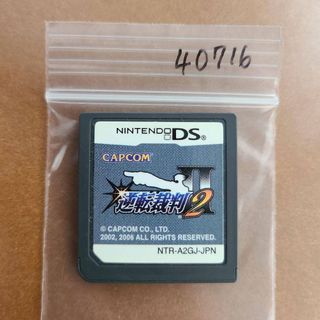 40716
NINTENDO DS
CAPCOM
逆転裁判2
© CAPCOM CO., LTD.
2002, 2006 ALL RIGHTS RESERVED.
NTR-A2GJ-JPN